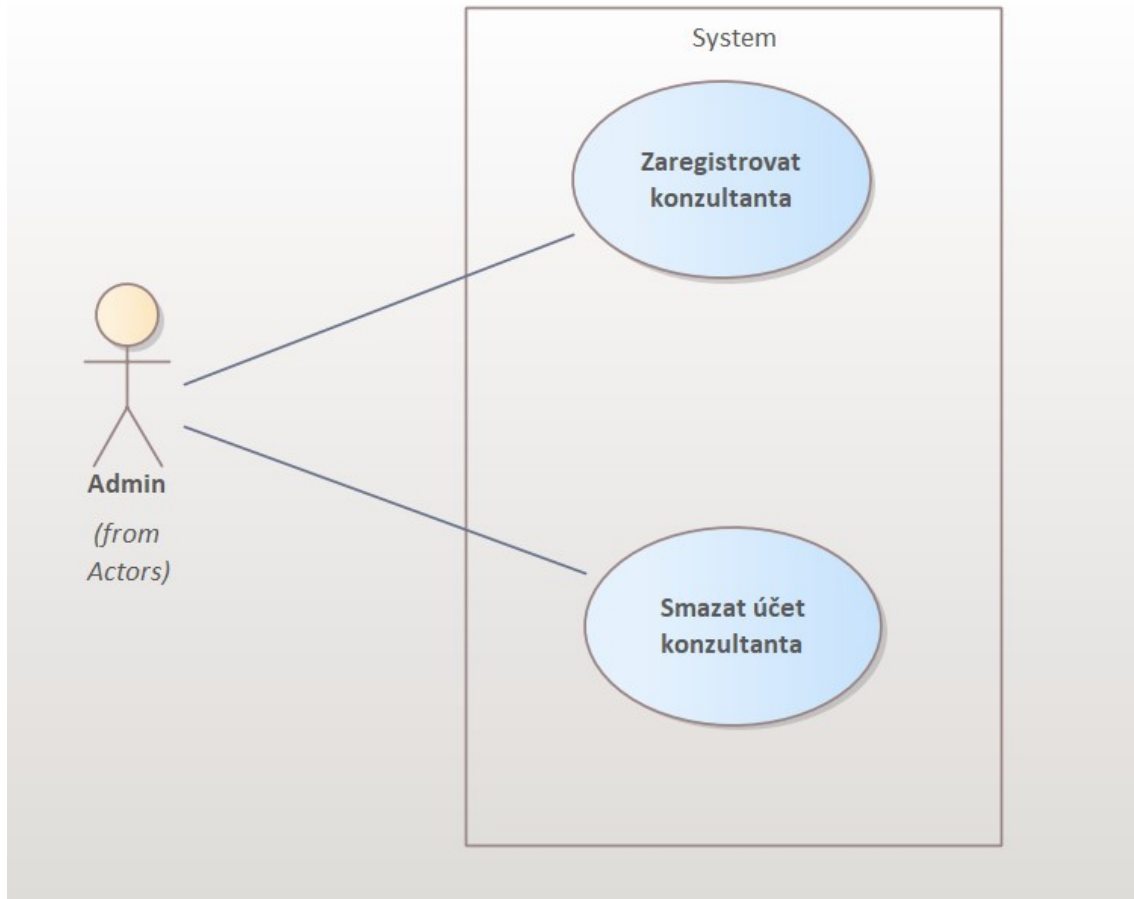 System
Zaregistrovat
konzultanta
Admin
(from
Actors)
Smazat účet
konzultanta